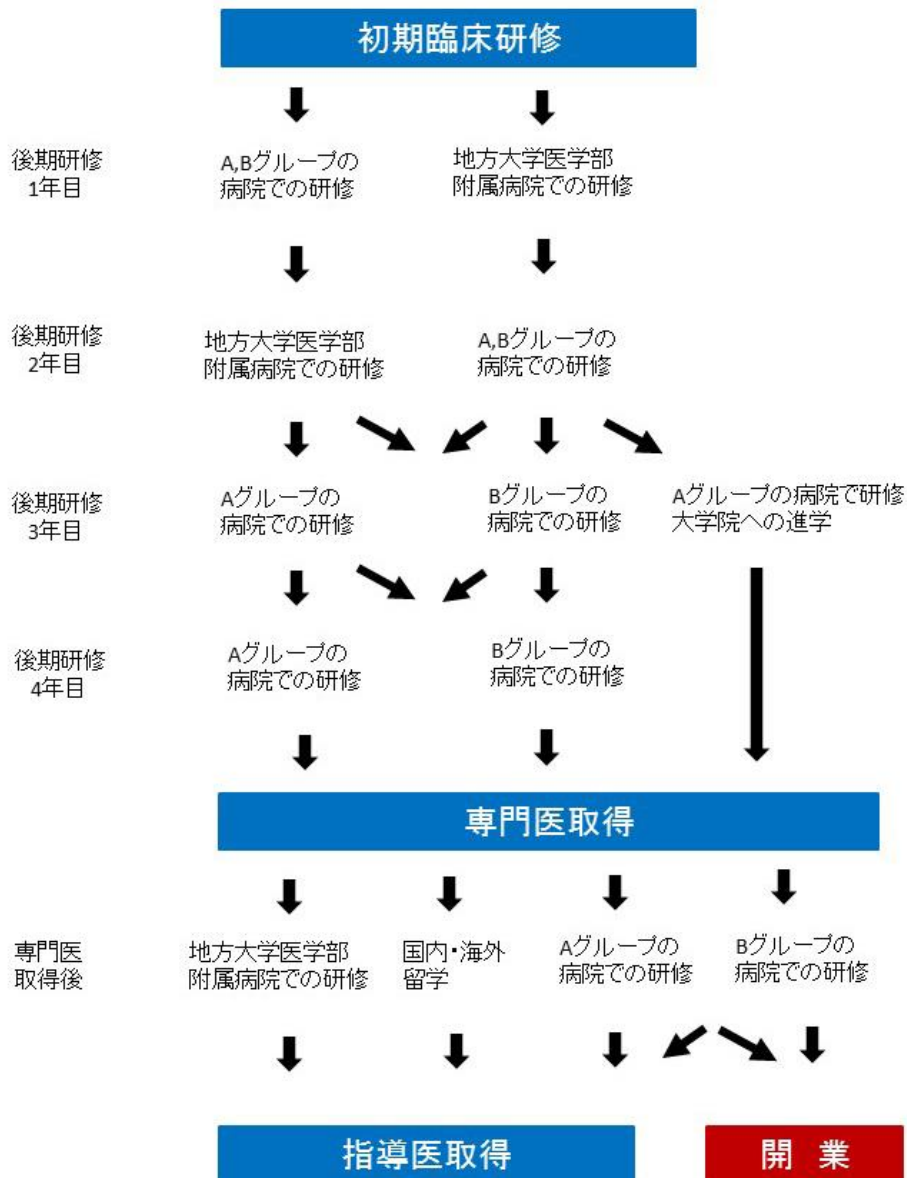 初期臨床研修
後期研修
1年目
A,Bグループの
病院での研修
地方大学医学部
附属病院での研修
後期研修
2年目
地方大学医学部
附属病院での研修
A,Bグループの
病院での研修
後期研修
3年目
Aグループの
病院での研修
Bグループの
病院での研修
Aグループの病院で研修
大学院への進学
後期研修
4年目
Aグループの
病院での研修
Bグループの
病院での研修
専門医取得
専門医
取得後
地方大学医学部
附属病院での研修
国内・海外
留学
Aグループの
病院での研修
Bグループの
病院での研修
指導医取得
開 業